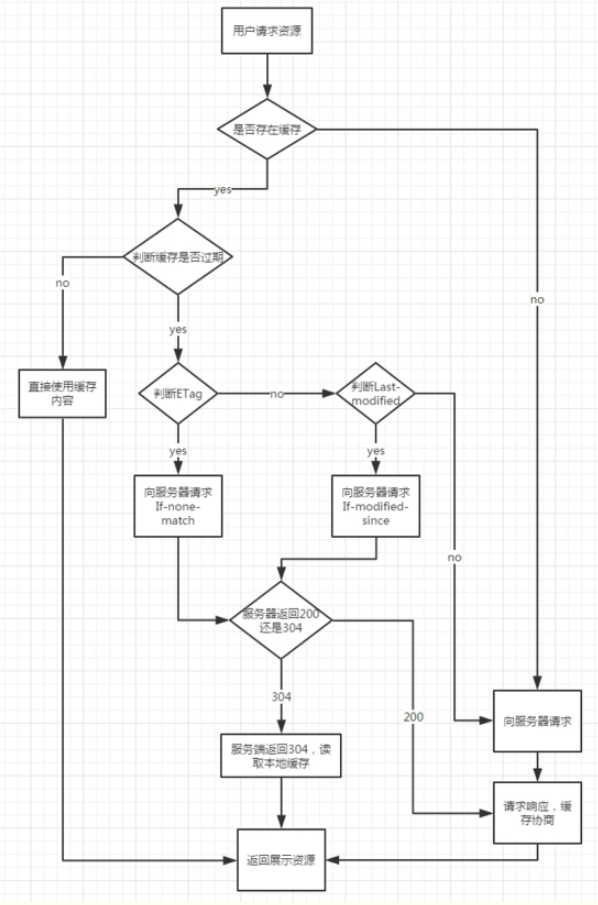 用户请求资源
是否存在缓存
yes
判断缓存是否过期
no
no
yes
直接使用缓存
内容
判断ETag
no
判断Last-
modified
yes
yes
向服务器请求
If-none-
match
向服务器请求
If-modified-
since
no
服务器返回200
还是304
304
200
向服务器请求
服务端返回304，读
取本地缓存
请求响应，缓
存协商
返回展示资源